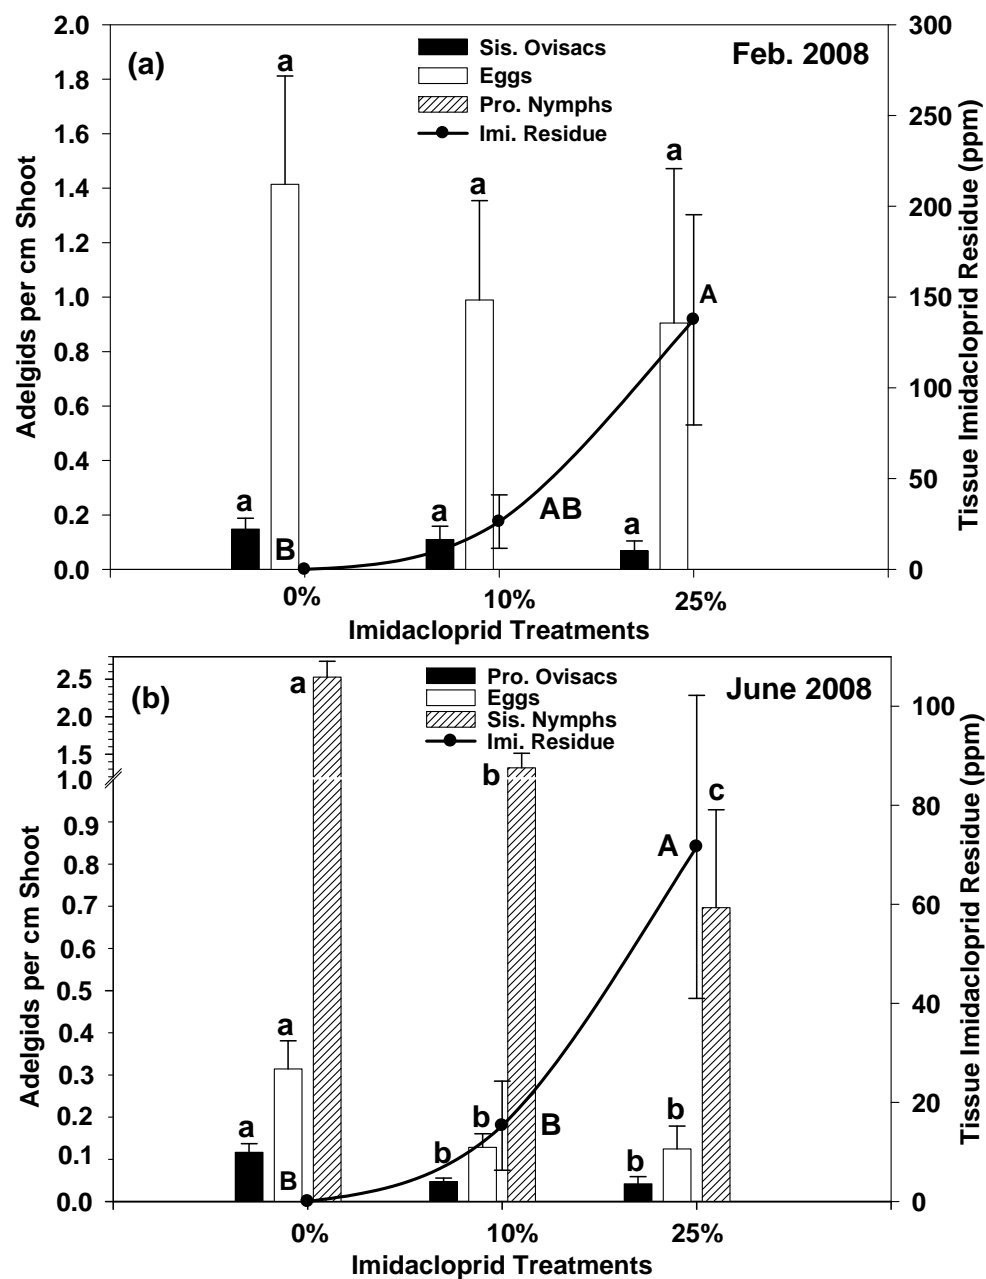 2.0
1.8
1.6
1.4
1.2
1.0
0.8
0.6
0.4
0.2
0.0
Adelgids per cm Shoot
(a)
Sis. Ovisacs
Eggs
Pro. Nymphs
Imi. Residue
Feb. 2008
a
a
a
a
a
a
B
AB
A
300
250
200
150
100
50
0
Tissue Imidacloprid Residue (ppm)
0%
10%
25%
Imidacloprid Treatments
2.5
2.0
1.5
1.0
0.9
0.8
0.7
0.6
0.5
0.4
0.3
0.2
0.1
0.0
Adelgids per cm Shoot
(b)
Pro. Ovisacs
Eggs
Sis. Nymphs
Imi. Residue
June 2008
a
a
a
B
b
b
b
B
b
b
c
A
100
80
60
40
20
0
Tissue Imidacloprid Residue (ppm)
0%
10%
25%
Imidacloprid Treatments